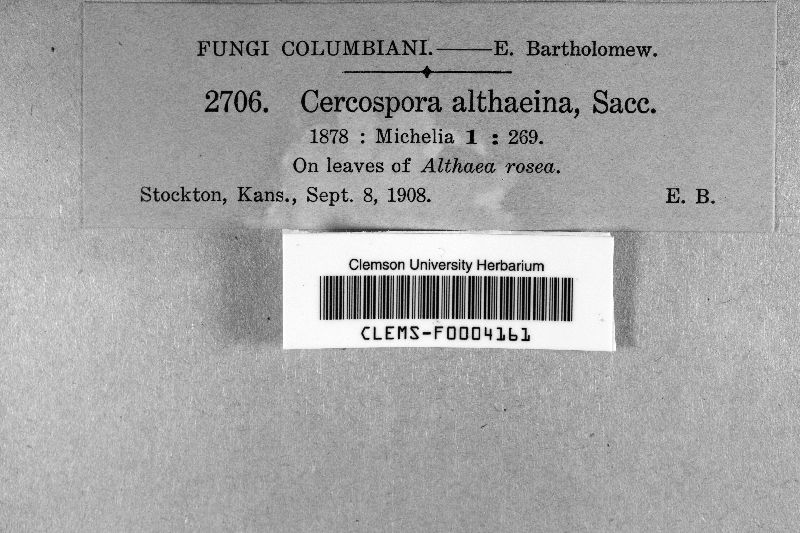 FUNGI COLUMBIANI.——E. Bartholomew.
2706. Cercospora althaeina, Sacc.
1878 : Michelia 1 : 269.
On leaves of Althaea rosea.
Stockton, Kans., Sept. 8, 1908. E. B.
Clemson University Herbarium
CLEMS-F0004161